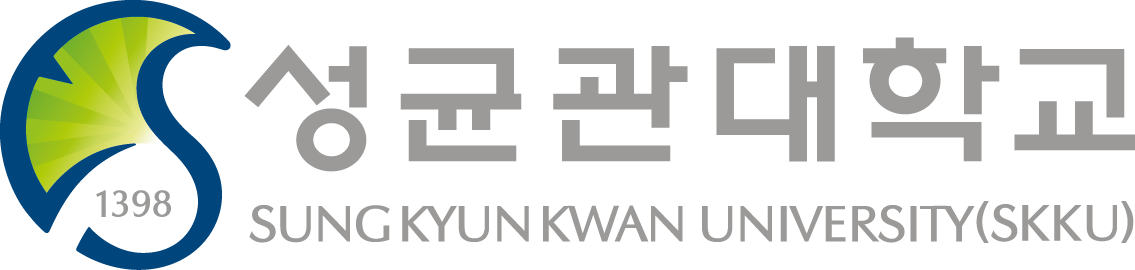 1398
성균관대학교
SUNG KYUN KWAN UNIVERSITY(SKKU)